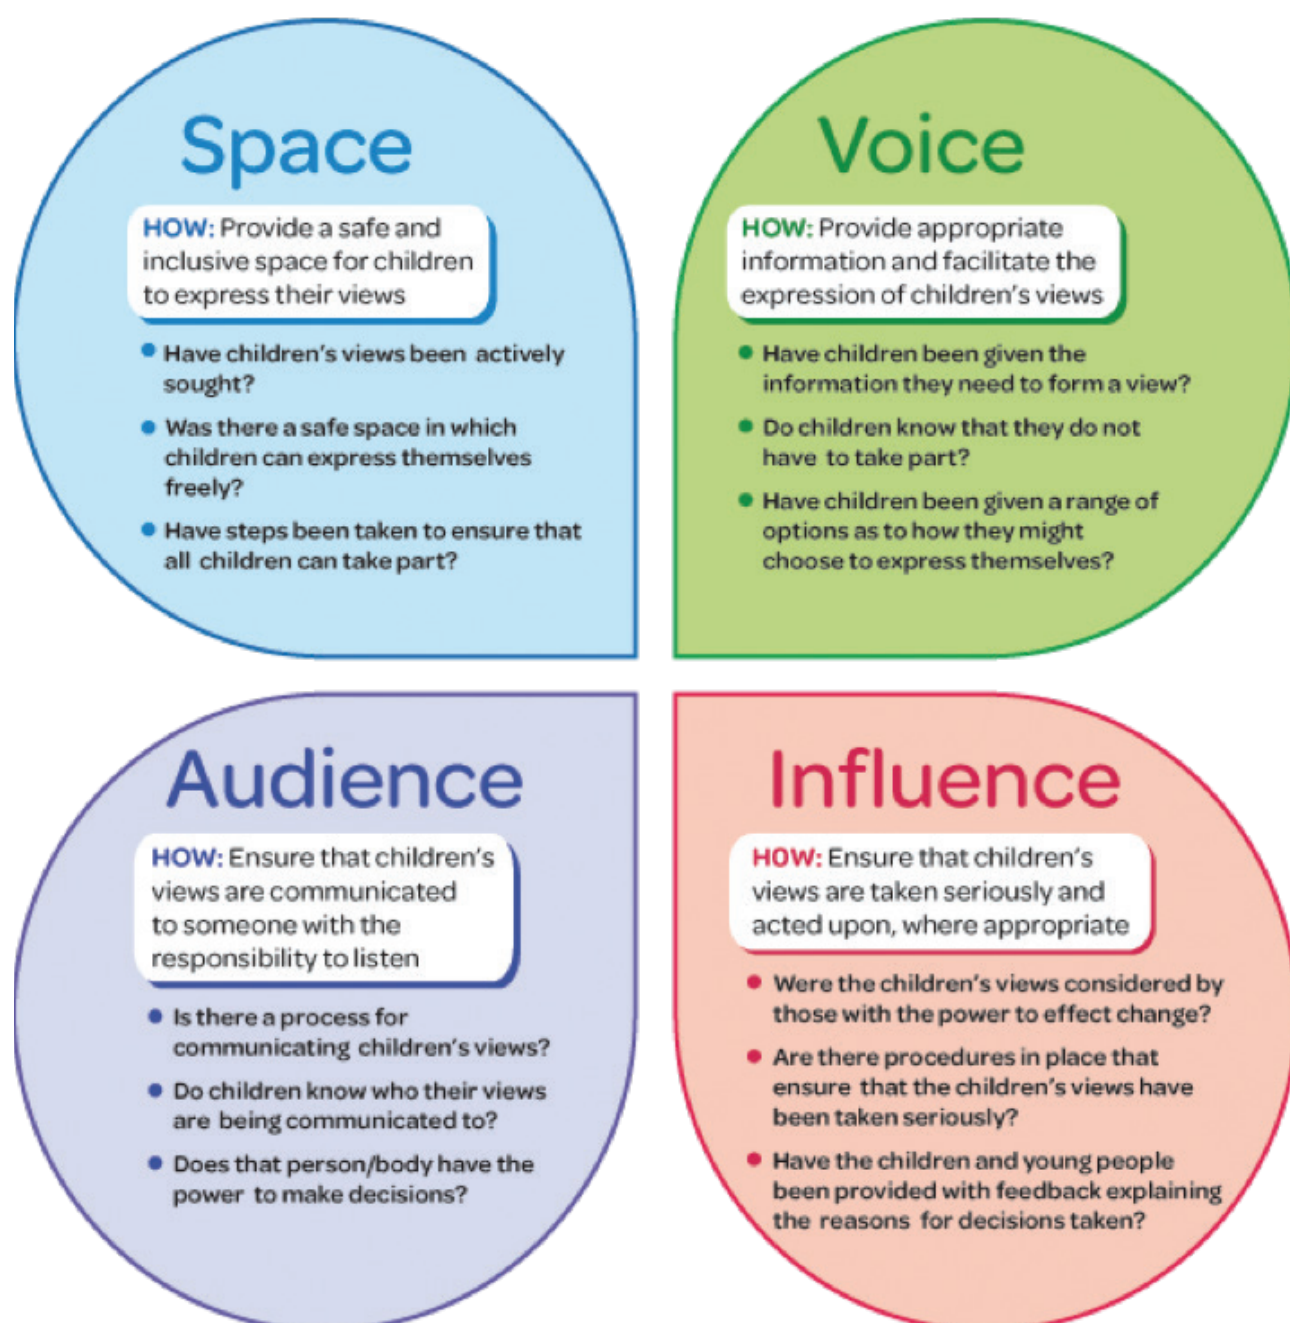 Space
HOW: Provide a safe and
inclusive space for children
to express their views
• Have children's views been actively
sought?
• Was there a safe space in which
children can express themselves
freely?
• Have steps been taken to ensure that
all children can take part?
Voice
HOW: Provide appropriate
information and facilitate the
expression of children's views
• Have children been given the
information they need to form a view?
• Do children know that they do not
have to take part?
• Have children been given a range of
options as to how they might
choose to express themselves?
Audience
HOW: Ensure that children's
views are communicated
to someone with the
responsibility to listen
• Is there a process for
communicating children's views?
• Do children know who their views
are being communicated to?
• Does that person/body have the
power to make decisions?
Influence
HOW: Ensure that children's
views are taken seriously and
acted upon, where appropriate
• Were the children's views considered by
those with the power to effect change?
• Are there procedures in place that
ensure that the children's views have
been taken seriously?
• Have the children and young people
been provided with feedback explaining
the reasons for decisions taken?